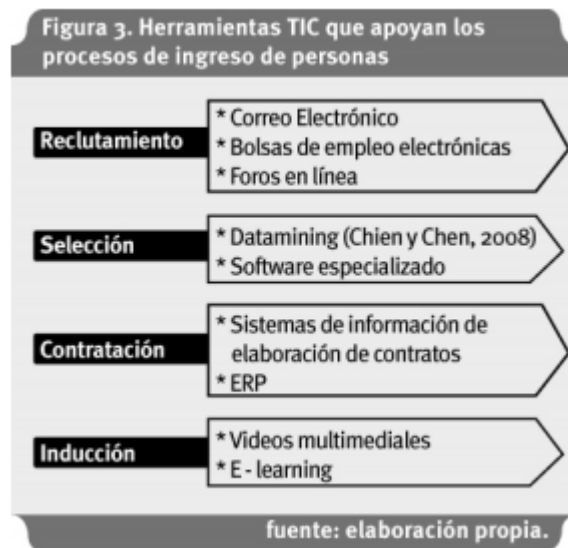 Figura 3. Herramientas TIC que apoyan los
procesos de ingreso de personas
Reclutamiento
* Correo Electrónico
* Bolsas de empleo electrónicas
* Foros en línea
Selección
* Datamining (Chien y Chen, 2008)
* Software especializado
Contratación
* Sistemas de información de
elaboración de contratos
* ERP
Inducción
* Videos multimediales
* E - learning
fuente: elaboración propia.